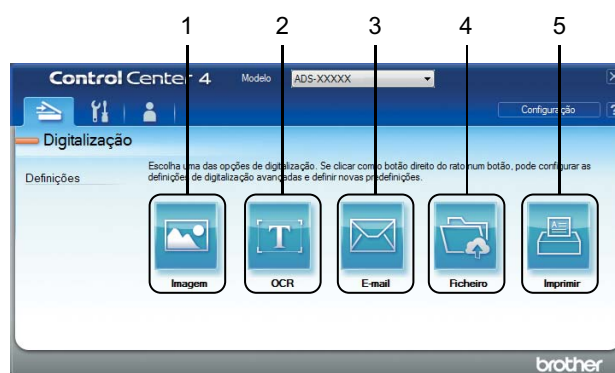 1 2 3 4 5
Control Center 4 Modelo ADS-XXXXX
Configuração ?
Digitalização
Definições
Escolha uma das opções de digitalização. Se clicar com o botão direito do rato num botão, pode configurar as
definições de digitalização avançadas e definir novas predefinições.
T
Imagem OCR E-mail Ficheiro Imprimir
brother